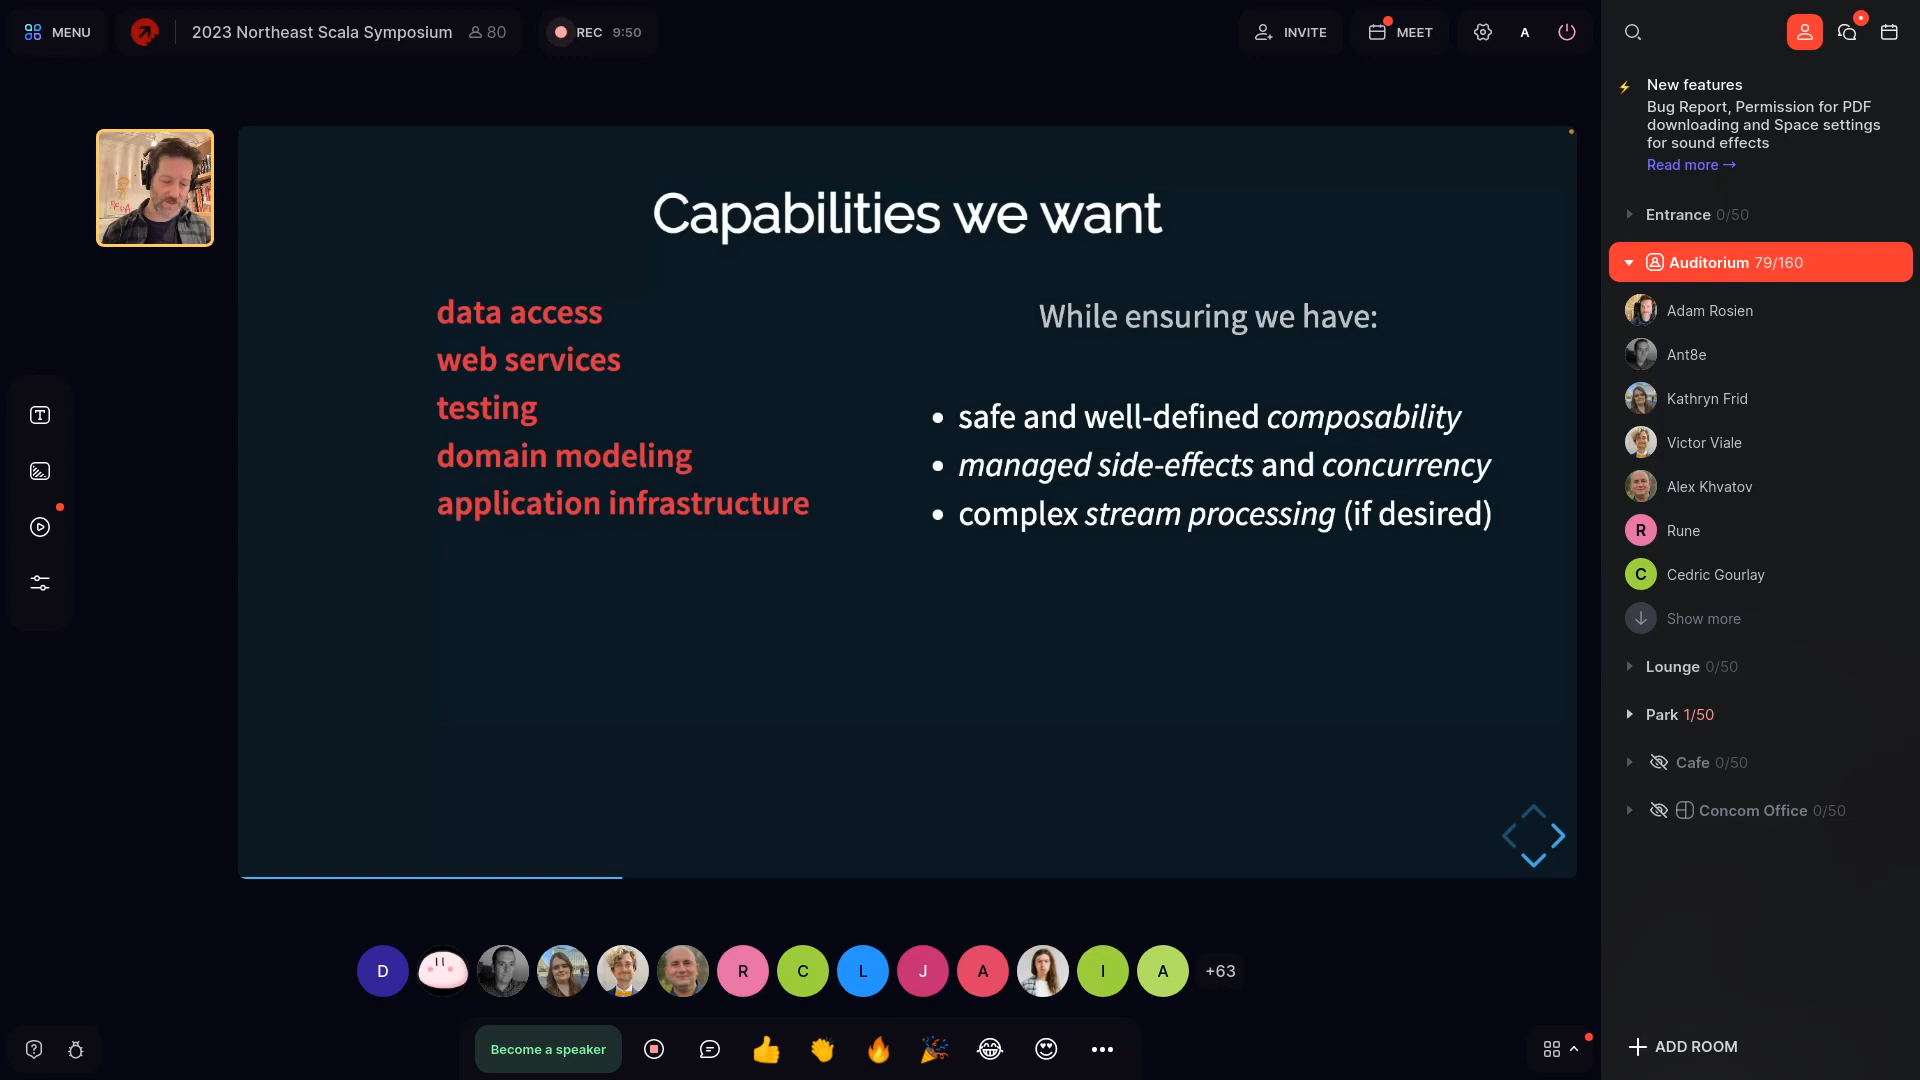 MENU
2023 Northeast Scala Symposium
80
REC 9:50
INVITE
MEET
A
Capabilities we want
data access
web services
testing
domain modeling
application infrastructure
While ensuring we have:
• safe and well-defined composability
• managed side-effects and concurrency
• complex stream processing (if desired)
D
R
C
L
J
A
I
A
+63
Become a speaker
New features
Bug Report, Permission for PDF
downloading and Space settings
for sound effects
Read more →
Entrance 0/50
Auditorium 79/160
Adam Rosien
Ant8e
Kathryn Frid
Victor Viale
Alex Khvatov
R Rune
C Cedric Gourlay
Show more
Lounge 0/50
Park 1/50
Cafe 0/50
Concom Office 0/50
ADD ROOM